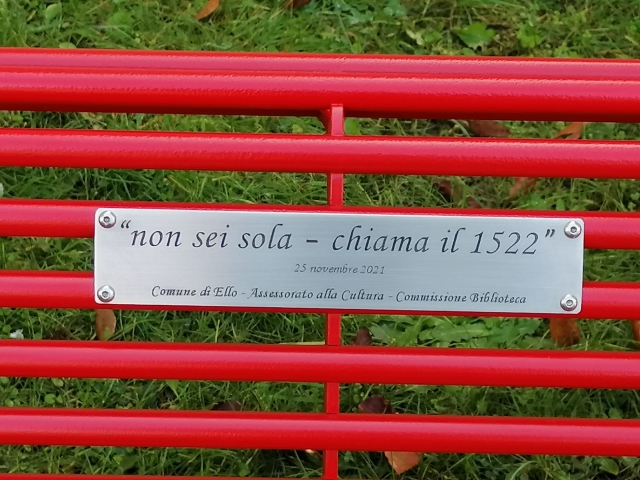 “non sei sola - chiama il 1522”
25 novembre 2021
Comune di Ello - Assessorato alla Cultura - Commissione Biblioteca